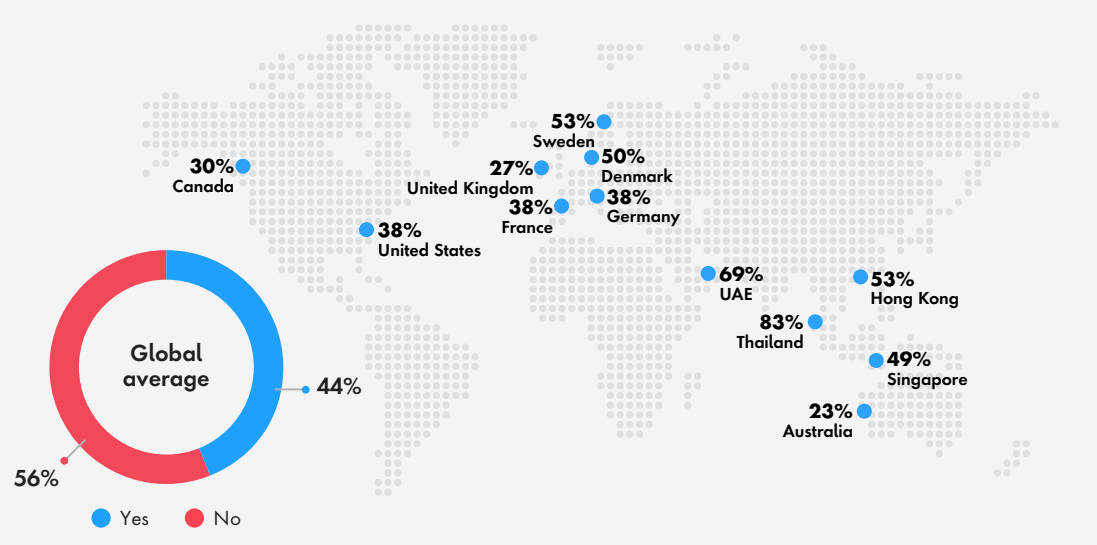 53%
Sweden
50%
Denmark
30%
Canada
27%
United Kingdom
38%
Germany
38%
France
38%
United States
69%
UAE
53%
Hong Kong
83%
Thailand
49%
Singapore
23%
Australia
Global
average
44%
56%
Yes
No